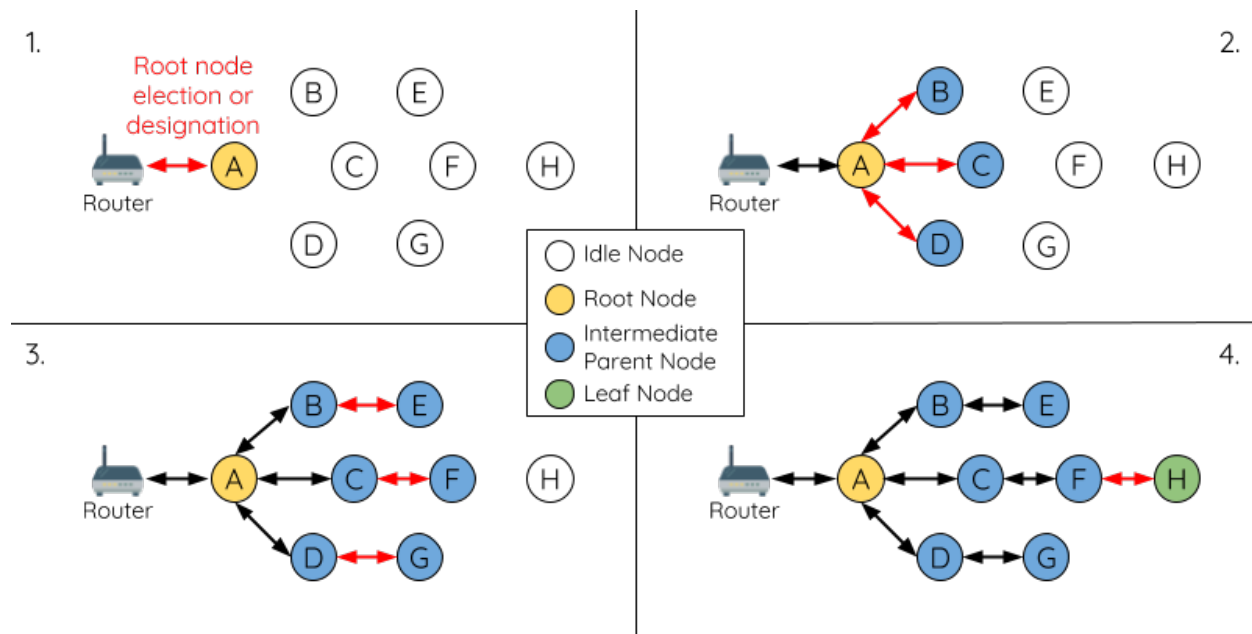 1.
Root node
election or
designation
B
E
A
C
F
H
Router
D
G
2.
B
E
A
C
F
H
Router
D
G
Idle Node
Root Node
Intermediate
Parent Node
Leaf Node
3.
B
E
A
C
F
H
Router
D
G
4.
B
E
A
C
F
H
Router
D
G